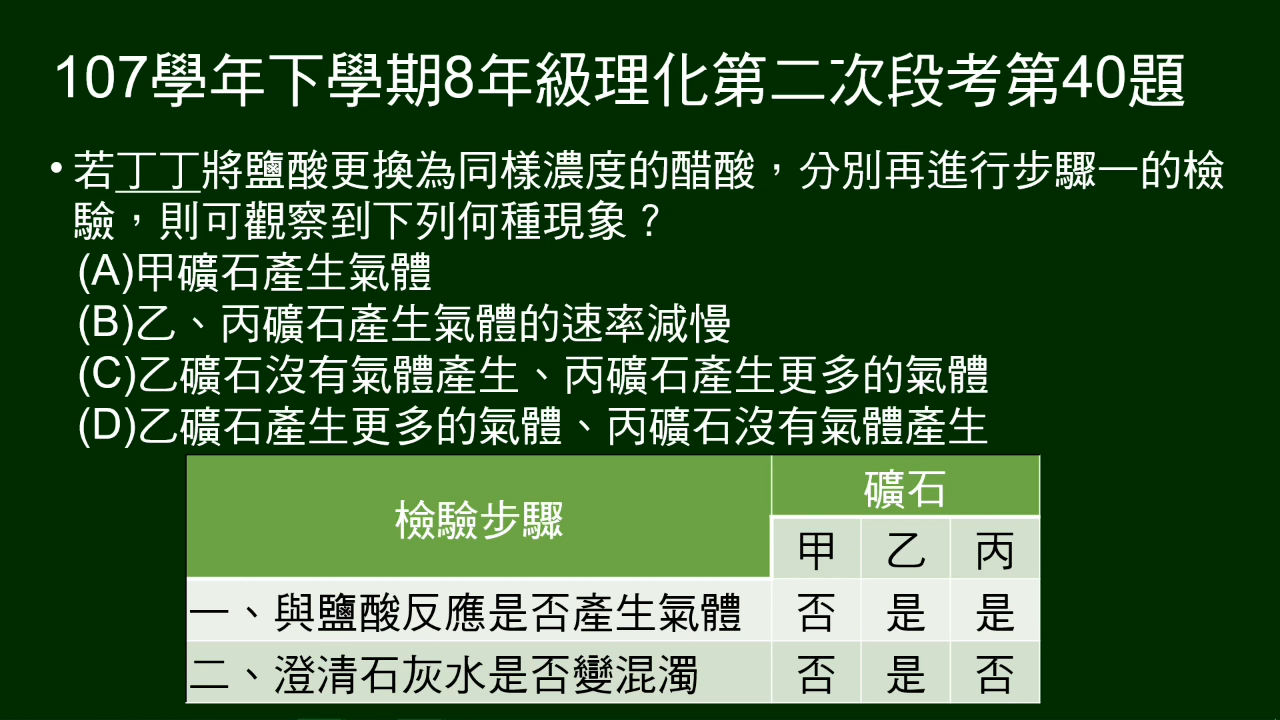 107學年下學期8年級理化第二次段考第40題
• 若丁丁將鹽酸更換為同樣濃度的醋酸，分別再進行步驟一的檢
驗，則可觀察到下列何種現象？
(A)甲礦石產生氣體
(B)乙、丙礦石產生氣體的速率減慢
(C)乙礦石沒有氣體產生、丙礦石產生更多的氣體
(D)乙礦石產生更多的氣體、丙礦石沒有氣體產生
檢驗步驟 礦石
甲 乙 丙
一、與鹽酸反應是否產生氣體 否 是 是
二、澄清石灰水是否變混濁 否 是 否